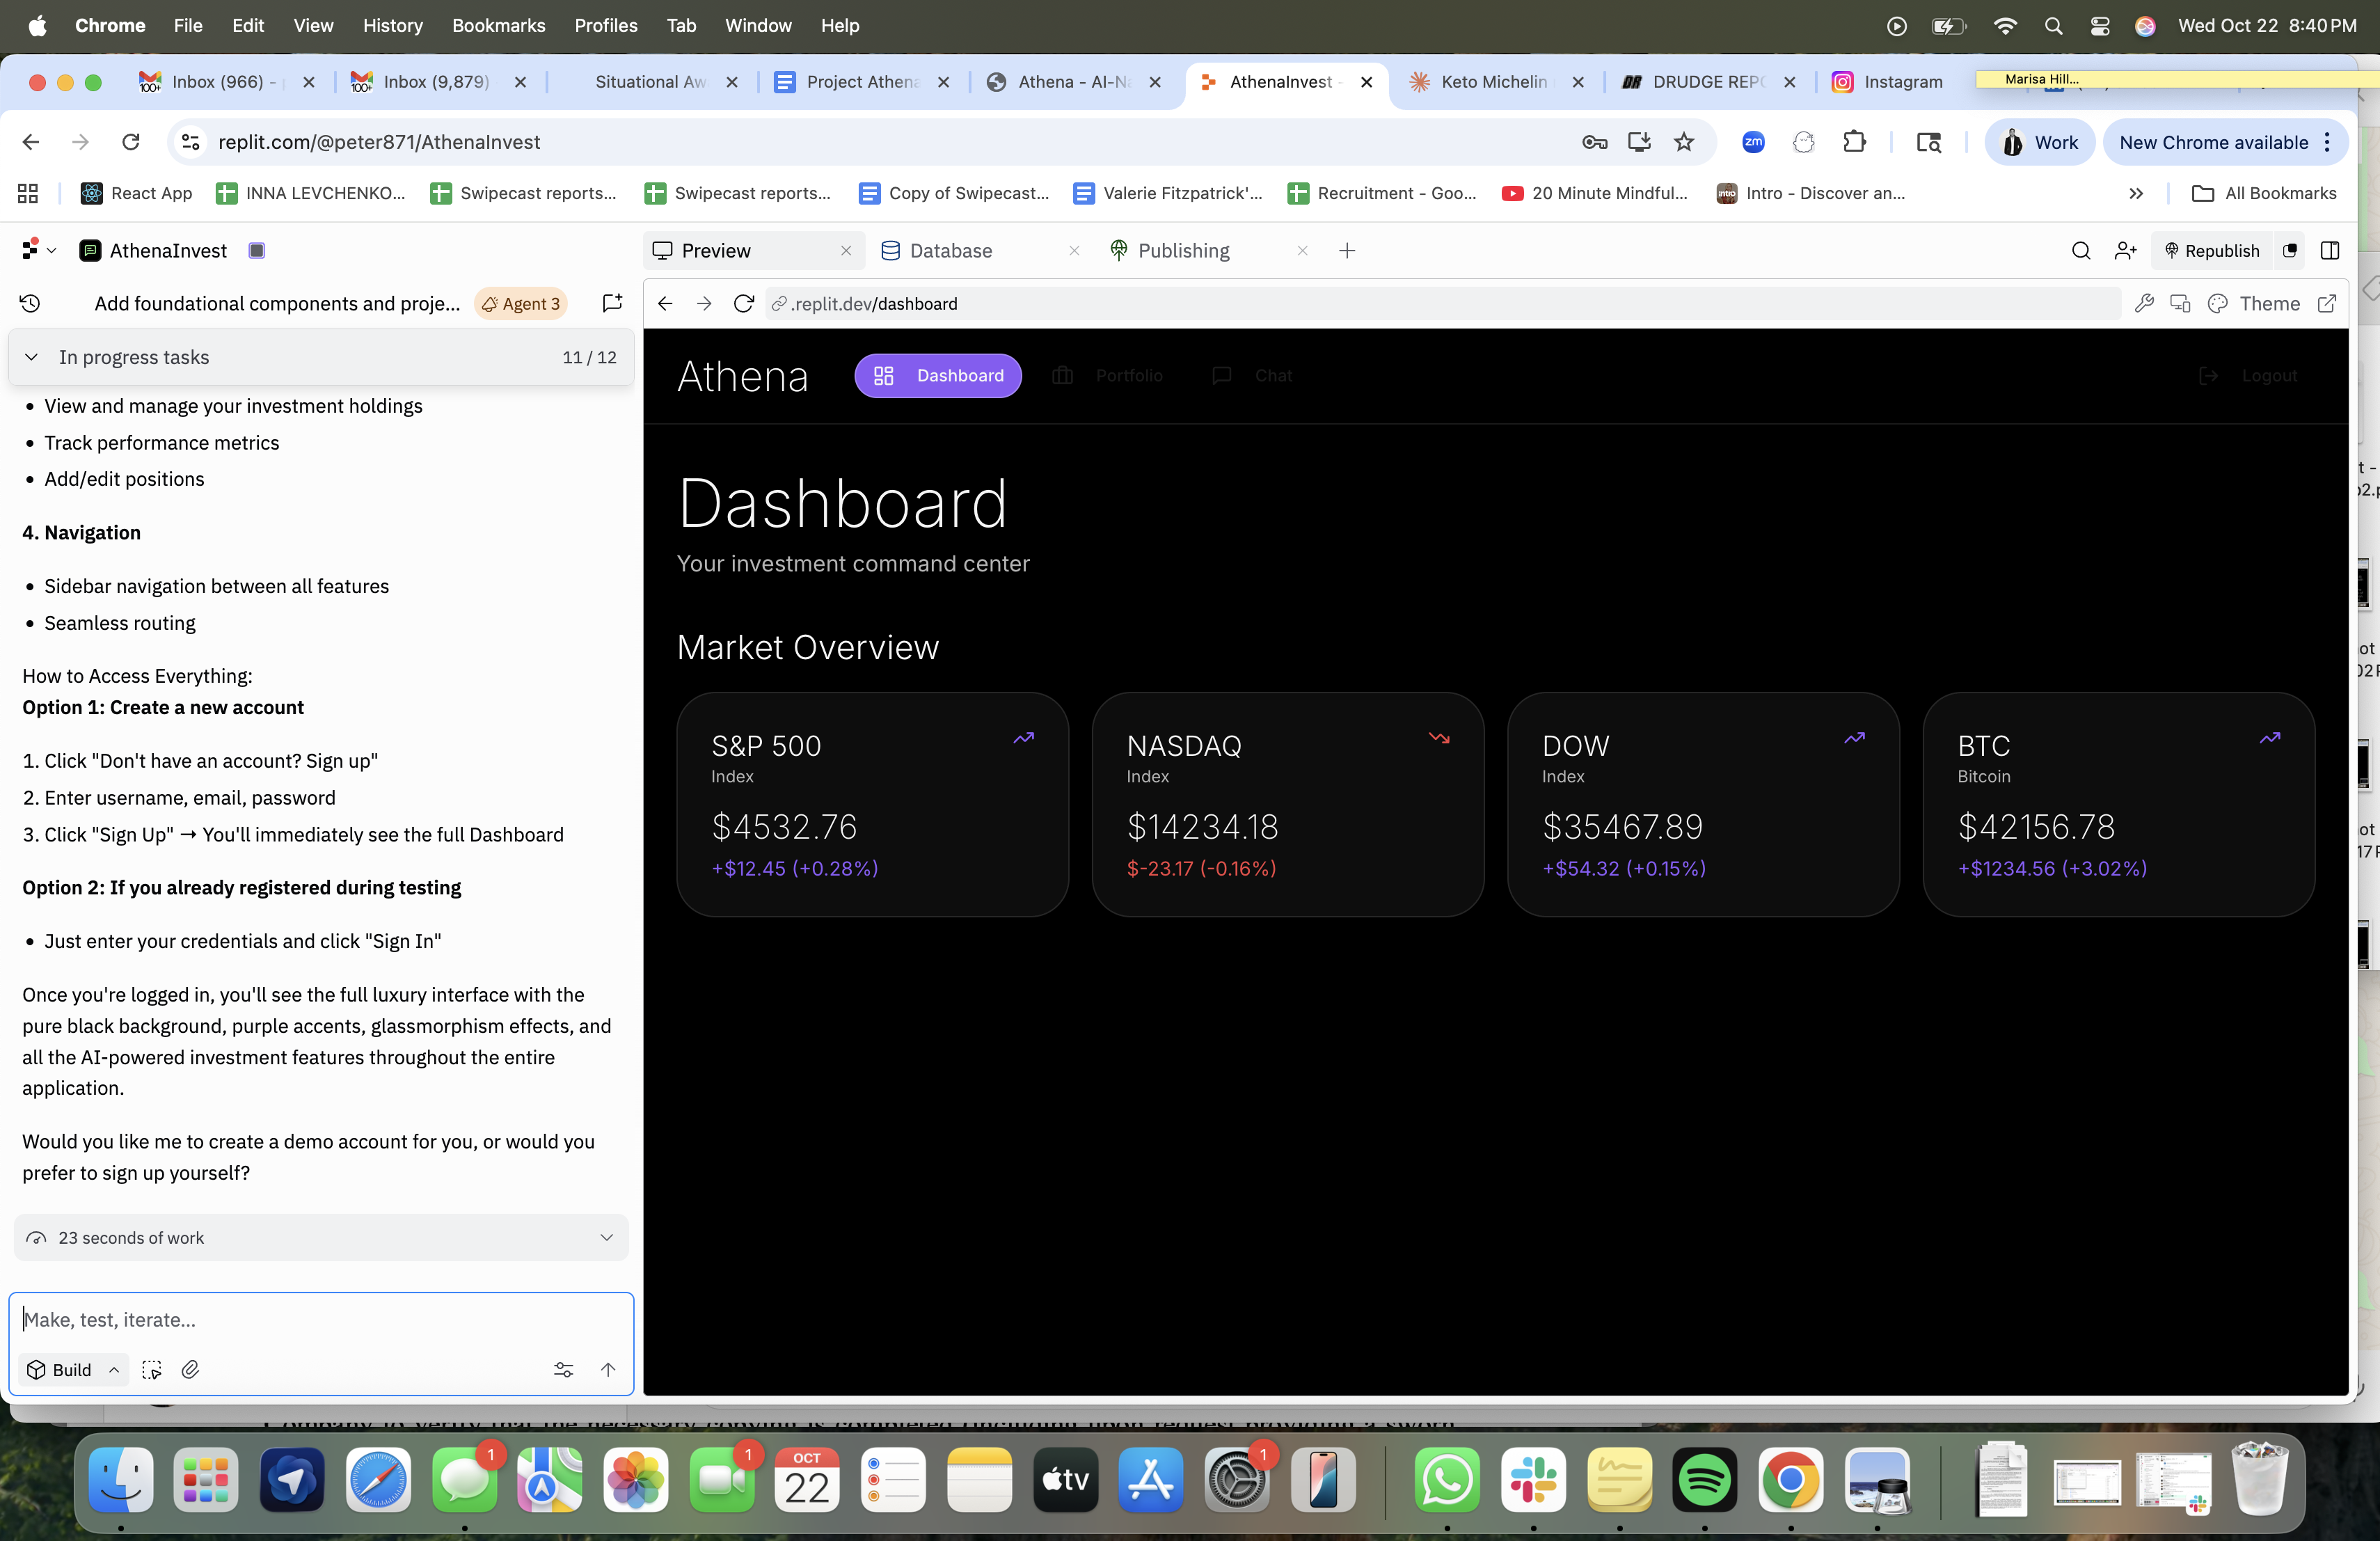 Chrome File Edit View History Bookmarks Profiles Tab Window Help
Wed Oct 22 8:40 PM
Inbox (966) -
Inbox (9,879)
Situational Aw
Project Athena
Athena - AI-Na
AthenaInvest -
Keto Michelin
DRUDGE REPO
Instagram
Marisa Hill...
replit.com/@peter871/AthenaInvest
zm
Work
New Chrome available
React App
INNA LEVCHENKO...
Swipecast reports...
Swipecast reports...
Copy of Swipecast...
Valerie Fitzpatrick'...
Recruitment - Goo...
20 Minute Mindful...
Intro - Discover an...
All Bookmarks
AthenaInvest
Preview
Database
Publishing
Republish
Add foundational components and proje...
Agent 3
.replit.dev/dashboard
Theme
In progress tasks
11 / 12
• View and manage your investment holdings
• Track performance metrics
• Add/edit positions
4. Navigation
• Sidebar navigation between all features
• Seamless routing
How to Access Everything:
Option 1: Create a new account
1. Click "Don't have an account? Sign up"
2. Enter username, email, password
3. Click "Sign Up" → You'll immediately see the full Dashboard
Option 2: If you already registered during testing
• Just enter your credentials and click "Sign In"
Once you're logged in, you'll see the full luxury interface with the
pure black background, purple accents, glassmorphism effects, and
all the AI-powered investment features throughout the entire
application.
Would you like me to create a demo account for you, or would you
prefer to sign up yourself?
23 seconds of work
Make, test, iterate...
Build
Athena
Dashboard
Portfolio
Chat
Logout
Dashboard
Your investment command center
Market Overview
S&P 500
Index
$4532.76
+$12.45 (+0.28%)
NASDAQ
Index
$14234.18
$-23.17 (-0.16%)
DOW
Index
$35467.89
+$54.32 (+0.15%)
BTC
Bitcoin
$42156.78
+$1234.56 (+3.02%)
1
1
OCT
22
tv
1